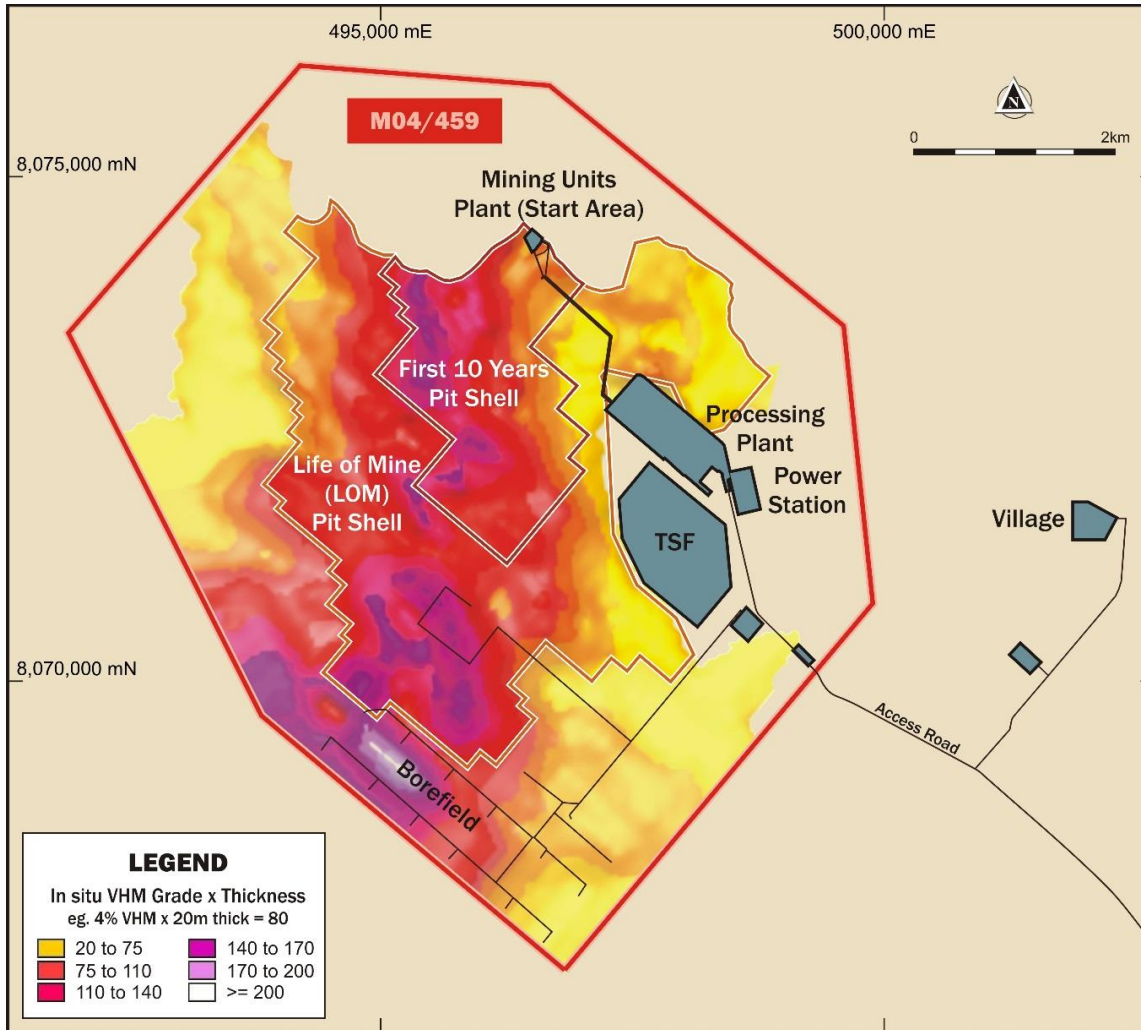 495,000 mE
500,000 mE
M04/459
N
0
2km
8,075,000 mN
Mining Units
Plant (Start Area)
First 10 Years
Pit Shell
Processing
Plant
Life of Mine
(LOM)
Pit Shell
Power
Station
Village
TSF
8,070,000 mN
Access Road
Borefield
LEGEND
In situ VHM Grade x Thickness
eg. 4% VHM x 20m thick = 80
20 to 75
140 to 170
75 to 110
170 to 200
110 to 140
>= 200